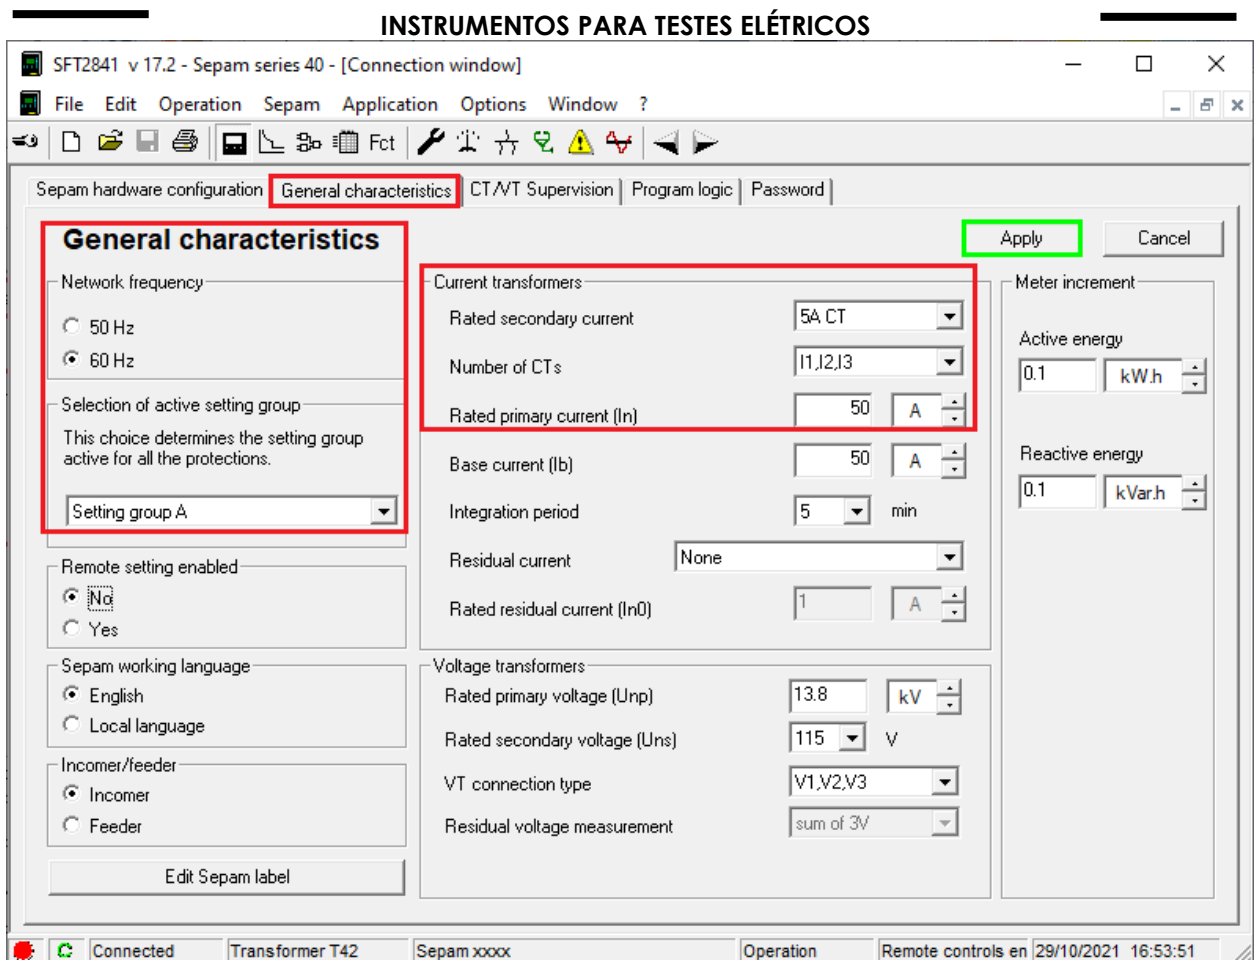 INSTRUMENTOS PARA TESTES ELÉTRICOS
SFT2841 v 17.2 - Sepam series 40 - [Connection window]
File Edit Operation Sepam Application Options Window ?
Fct
Sepam hardware configuration General characteristics CT/VT Supervision Program logic Password
General characteristics
Apply
Cancel
Network frequency
50 Hz
60 Hz
Selection of active setting group
This choice determines the setting group
active for all the protections.
Setting group A
Remote setting enabled
No
Yes
Sepam working language
English
Local language
Incomer/feeder
Incomer
Feeder
Edit Sepam label
Current transformers
Rated secondary current 5A CT
Number of CTs I1,I2,I3
Rated primary current (In) 50 A
Base current (Ib) 50 A
Integration period 5 min
Residual current None
Rated residual current (In0) 1 A
Voltage transformers
Rated primary voltage (Unp) 13.8 kV
Rated secondary voltage (Uns) 115 V
VT connection type V1,V2,V3
Residual voltage measurement sum of 3V
Meter increment
Active energy
0.1 kW.h
Reactive energy
0.1 kVar.h
Connected Transformer T42 Sepam xxxx Operation Remote controls en 29/10/2021 16:53:51